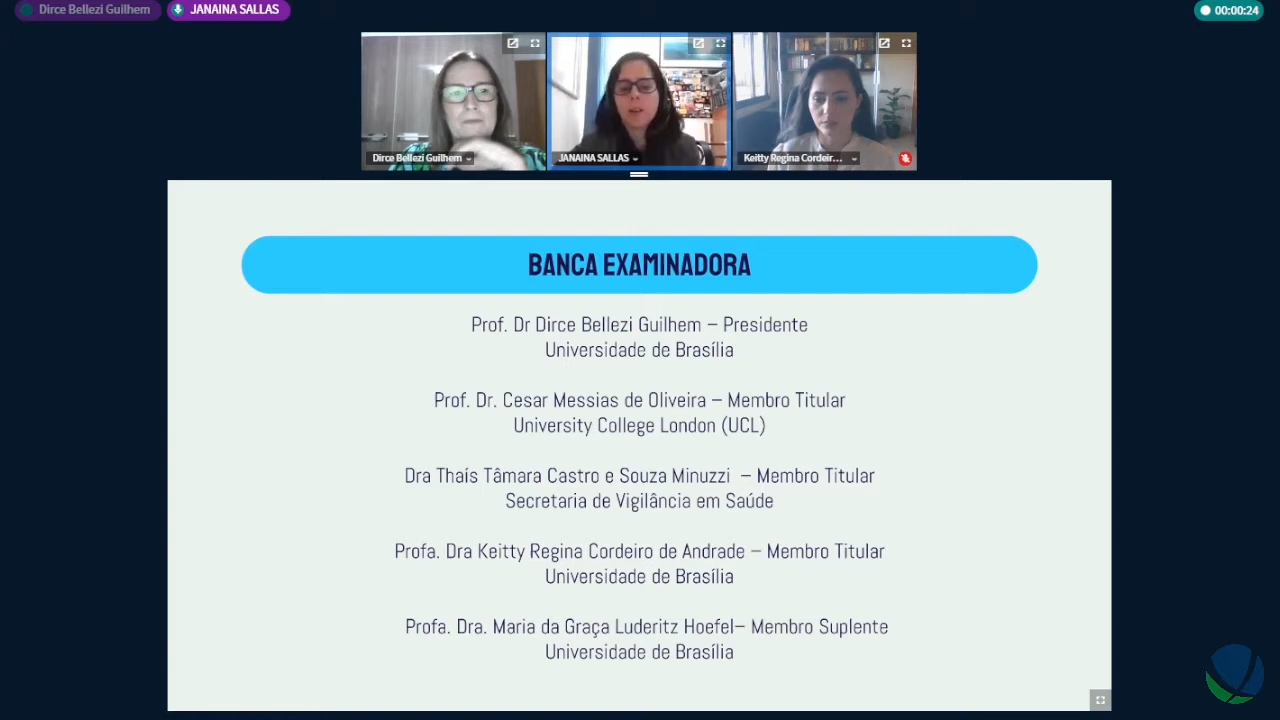 Dirce Bellezi Guilhem
JANAINA SALLAS
00:00:24
Dirce Bellezi Guilhem
JANAINA SALLAS
Keitty Regina Cordeir...
BANCA EXAMINADORA
Prof. Dr Dirce Bellezi Guilhem – Presidente
Universidade de Brasília
Prof. Dr. Cesar Messias de Oliveira – Membro Titular
University College London (UCL)
Dra Thaís Tâmara Castro e Souza Minuzzi – Membro Titular
Secretaria de Vigilância em Saúde
Profa. Dra Keitty Regina Cordeiro de Andrade – Membro Titular
Universidade de Brasília
Profa. Dra. Maria da Graça Luderitz Hoefel– Membro Suplente
Universidade de Brasília